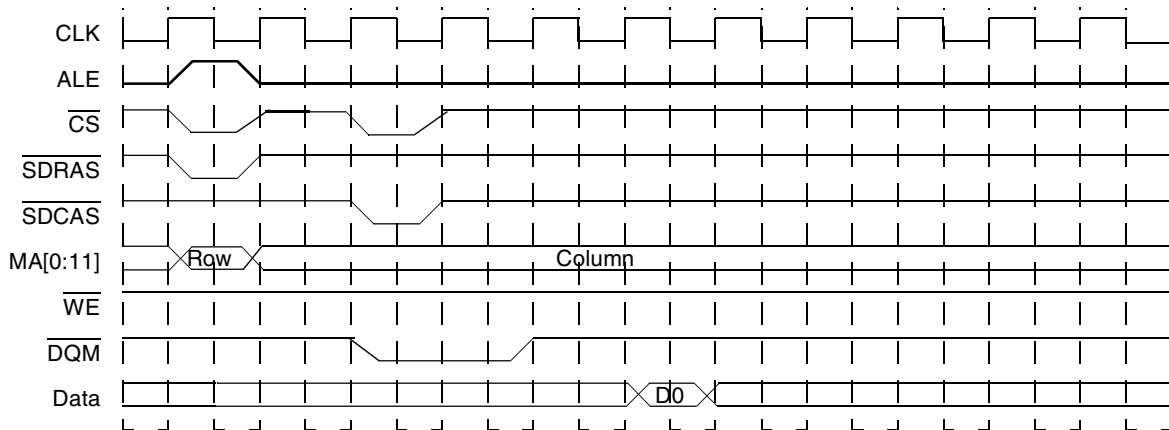 CLK
ALE
CS
SDRAS
SDCAS
MA[0:11] Row Column
WE
DQM
Data D0